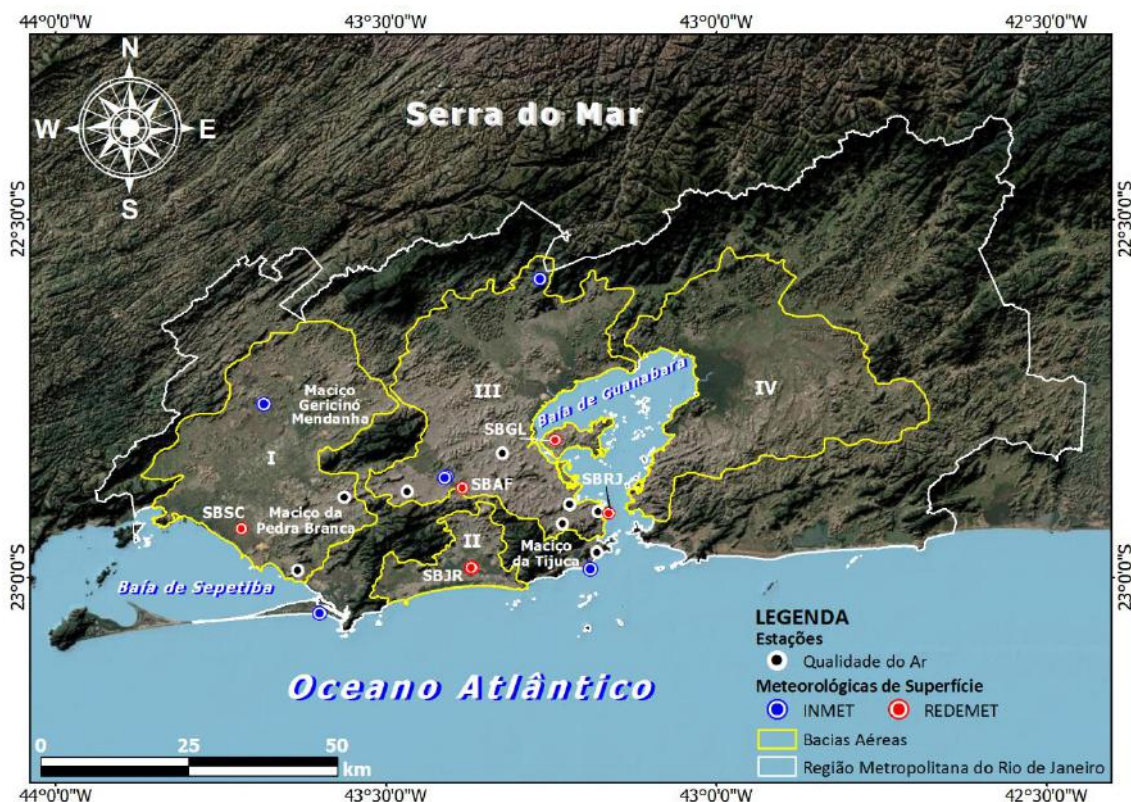 44°0'0"W
43°30'0"W
43°0'0"W
42°30'0"W
N
W
E
S
Serra do Mar
22°30'0"S
22°30'0"S
Maciço
Gericinó
Mendanha
III
Baía de Guanabara
IV
SBGL
I
SBAF
SBRJ
SBSC
Maciço da
Pedra Branca
II
Maciço
da Tijuca
SBJR
23°0'0"S
23°0'0"S
Baía de Sepetiba
Oceano Atlântico
LEGENDA
Estações
Qualidade do Ar
Meteorológicas de Superfície
INMET
REDEMET
Bacias Aéreas
Região Metropolitana do Rio de Janeiro
0
25
50
km
44°0'0"W
43°30'0"W
43°0'0"W
42°30'0"W